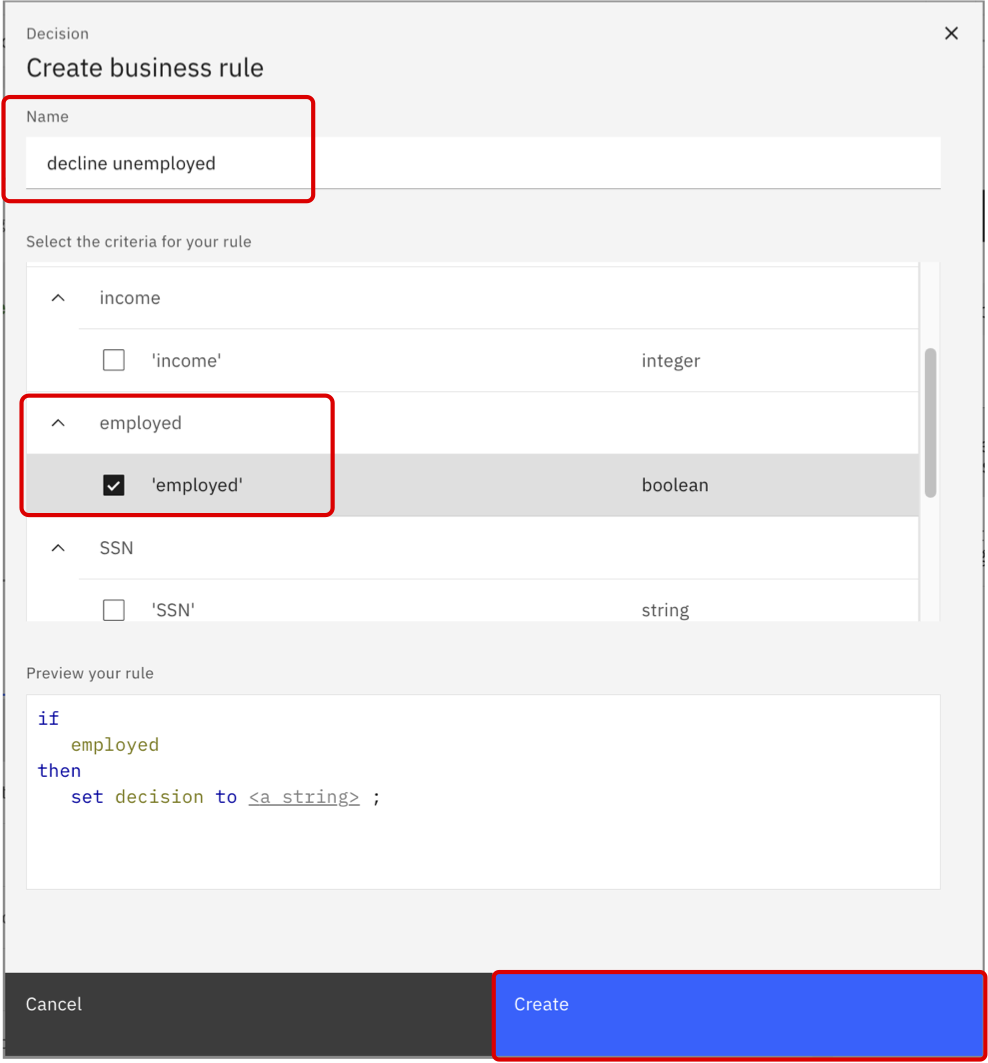 Decision
Create business rule
Name
decline unemployed
Select the criteria for your rule
income
'income' integer
employed
'employed' boolean
SSN
'SSN' string
Preview your rule
if
employed
then
set decision to <a string> ;
Cancel
Create